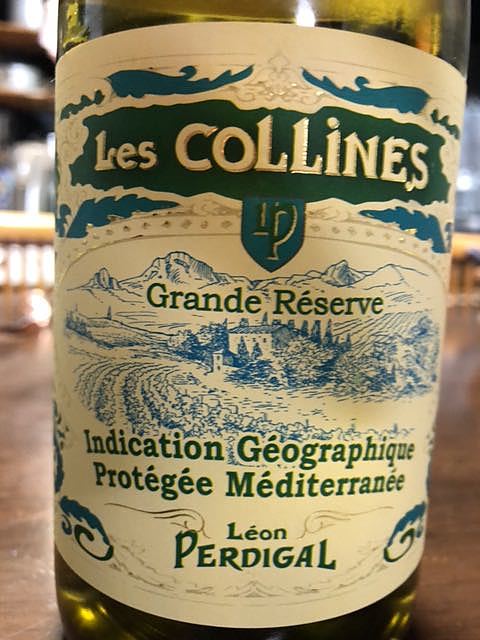 Les COLLiNES
LP
Grande Réserve
Indication Géographique
Protégée Méditerranée
Léon
PERDIGAL